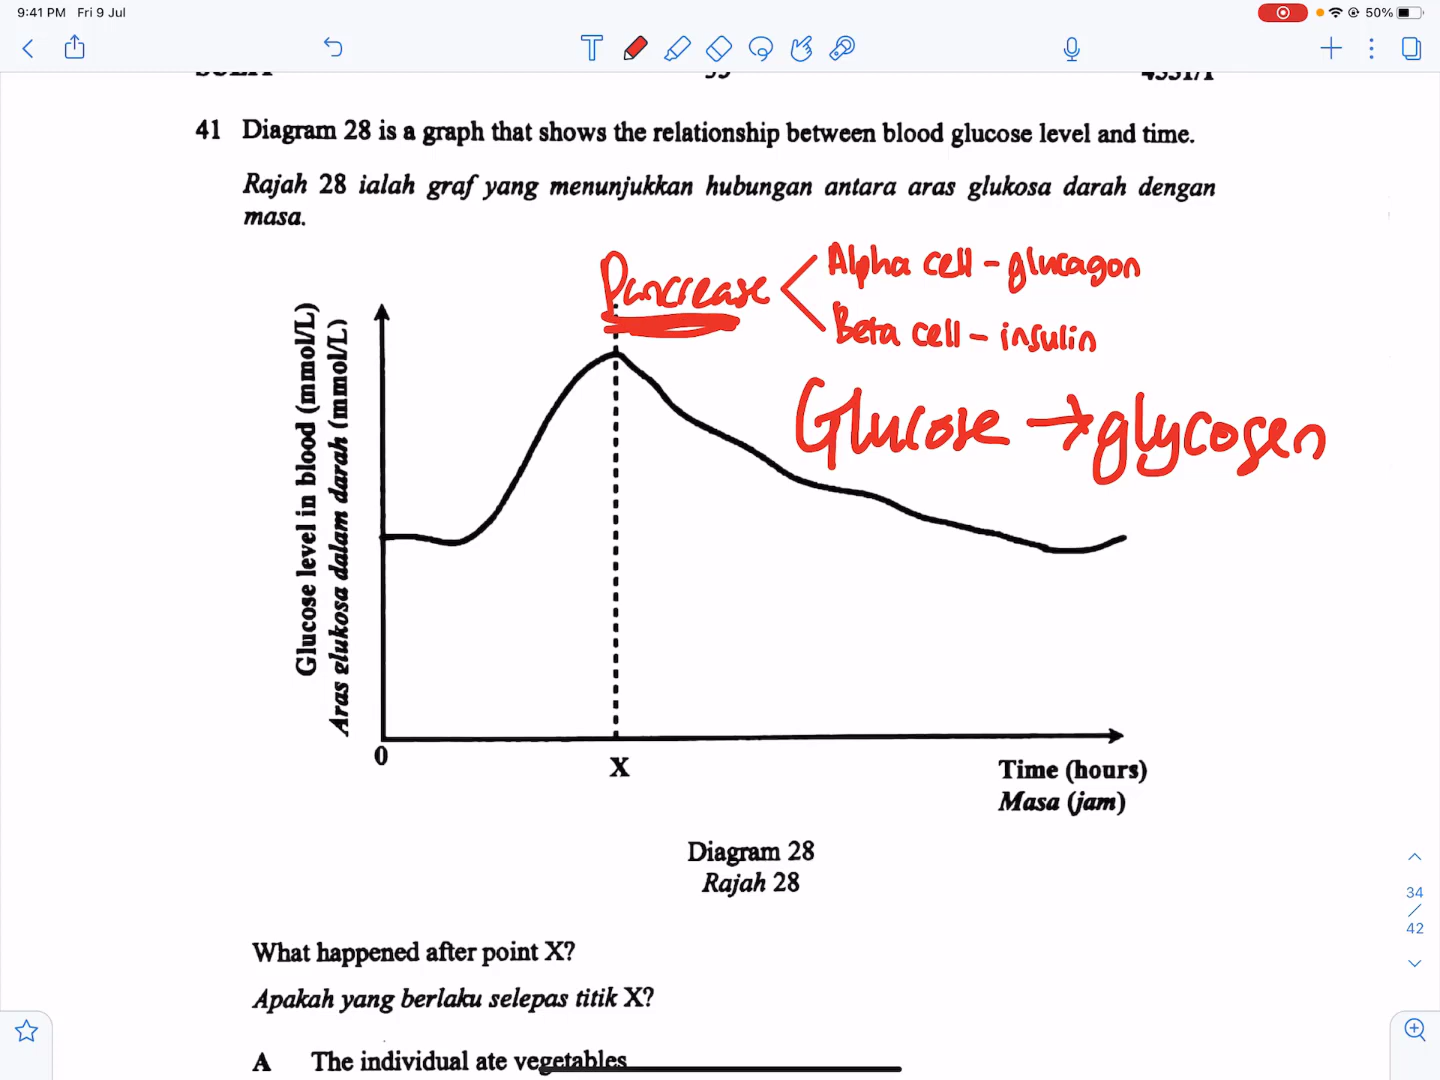 9:41 PM Fri 9 Jul
50%
41 Diagram 28 is a graph that shows the relationship between blood glucose level and time.
Rajah 28 ialah graf yang menunjukkan hubungan antara aras glukosa darah dengan
masa.
Pancrease
Alpha cell - glucagon
Beta cell - insulin
Glucose → glycogen
Glucose level in blood (mmol/L)
Aras glukosa dalam darah (mmol/L)
0
X
Time (hours)
Masa (jam)
Diagram 28
Rajah 28
34
/
42
What happened after point X?
Apakah yang berlaku selepas titik X?
A The individual ate vegetables